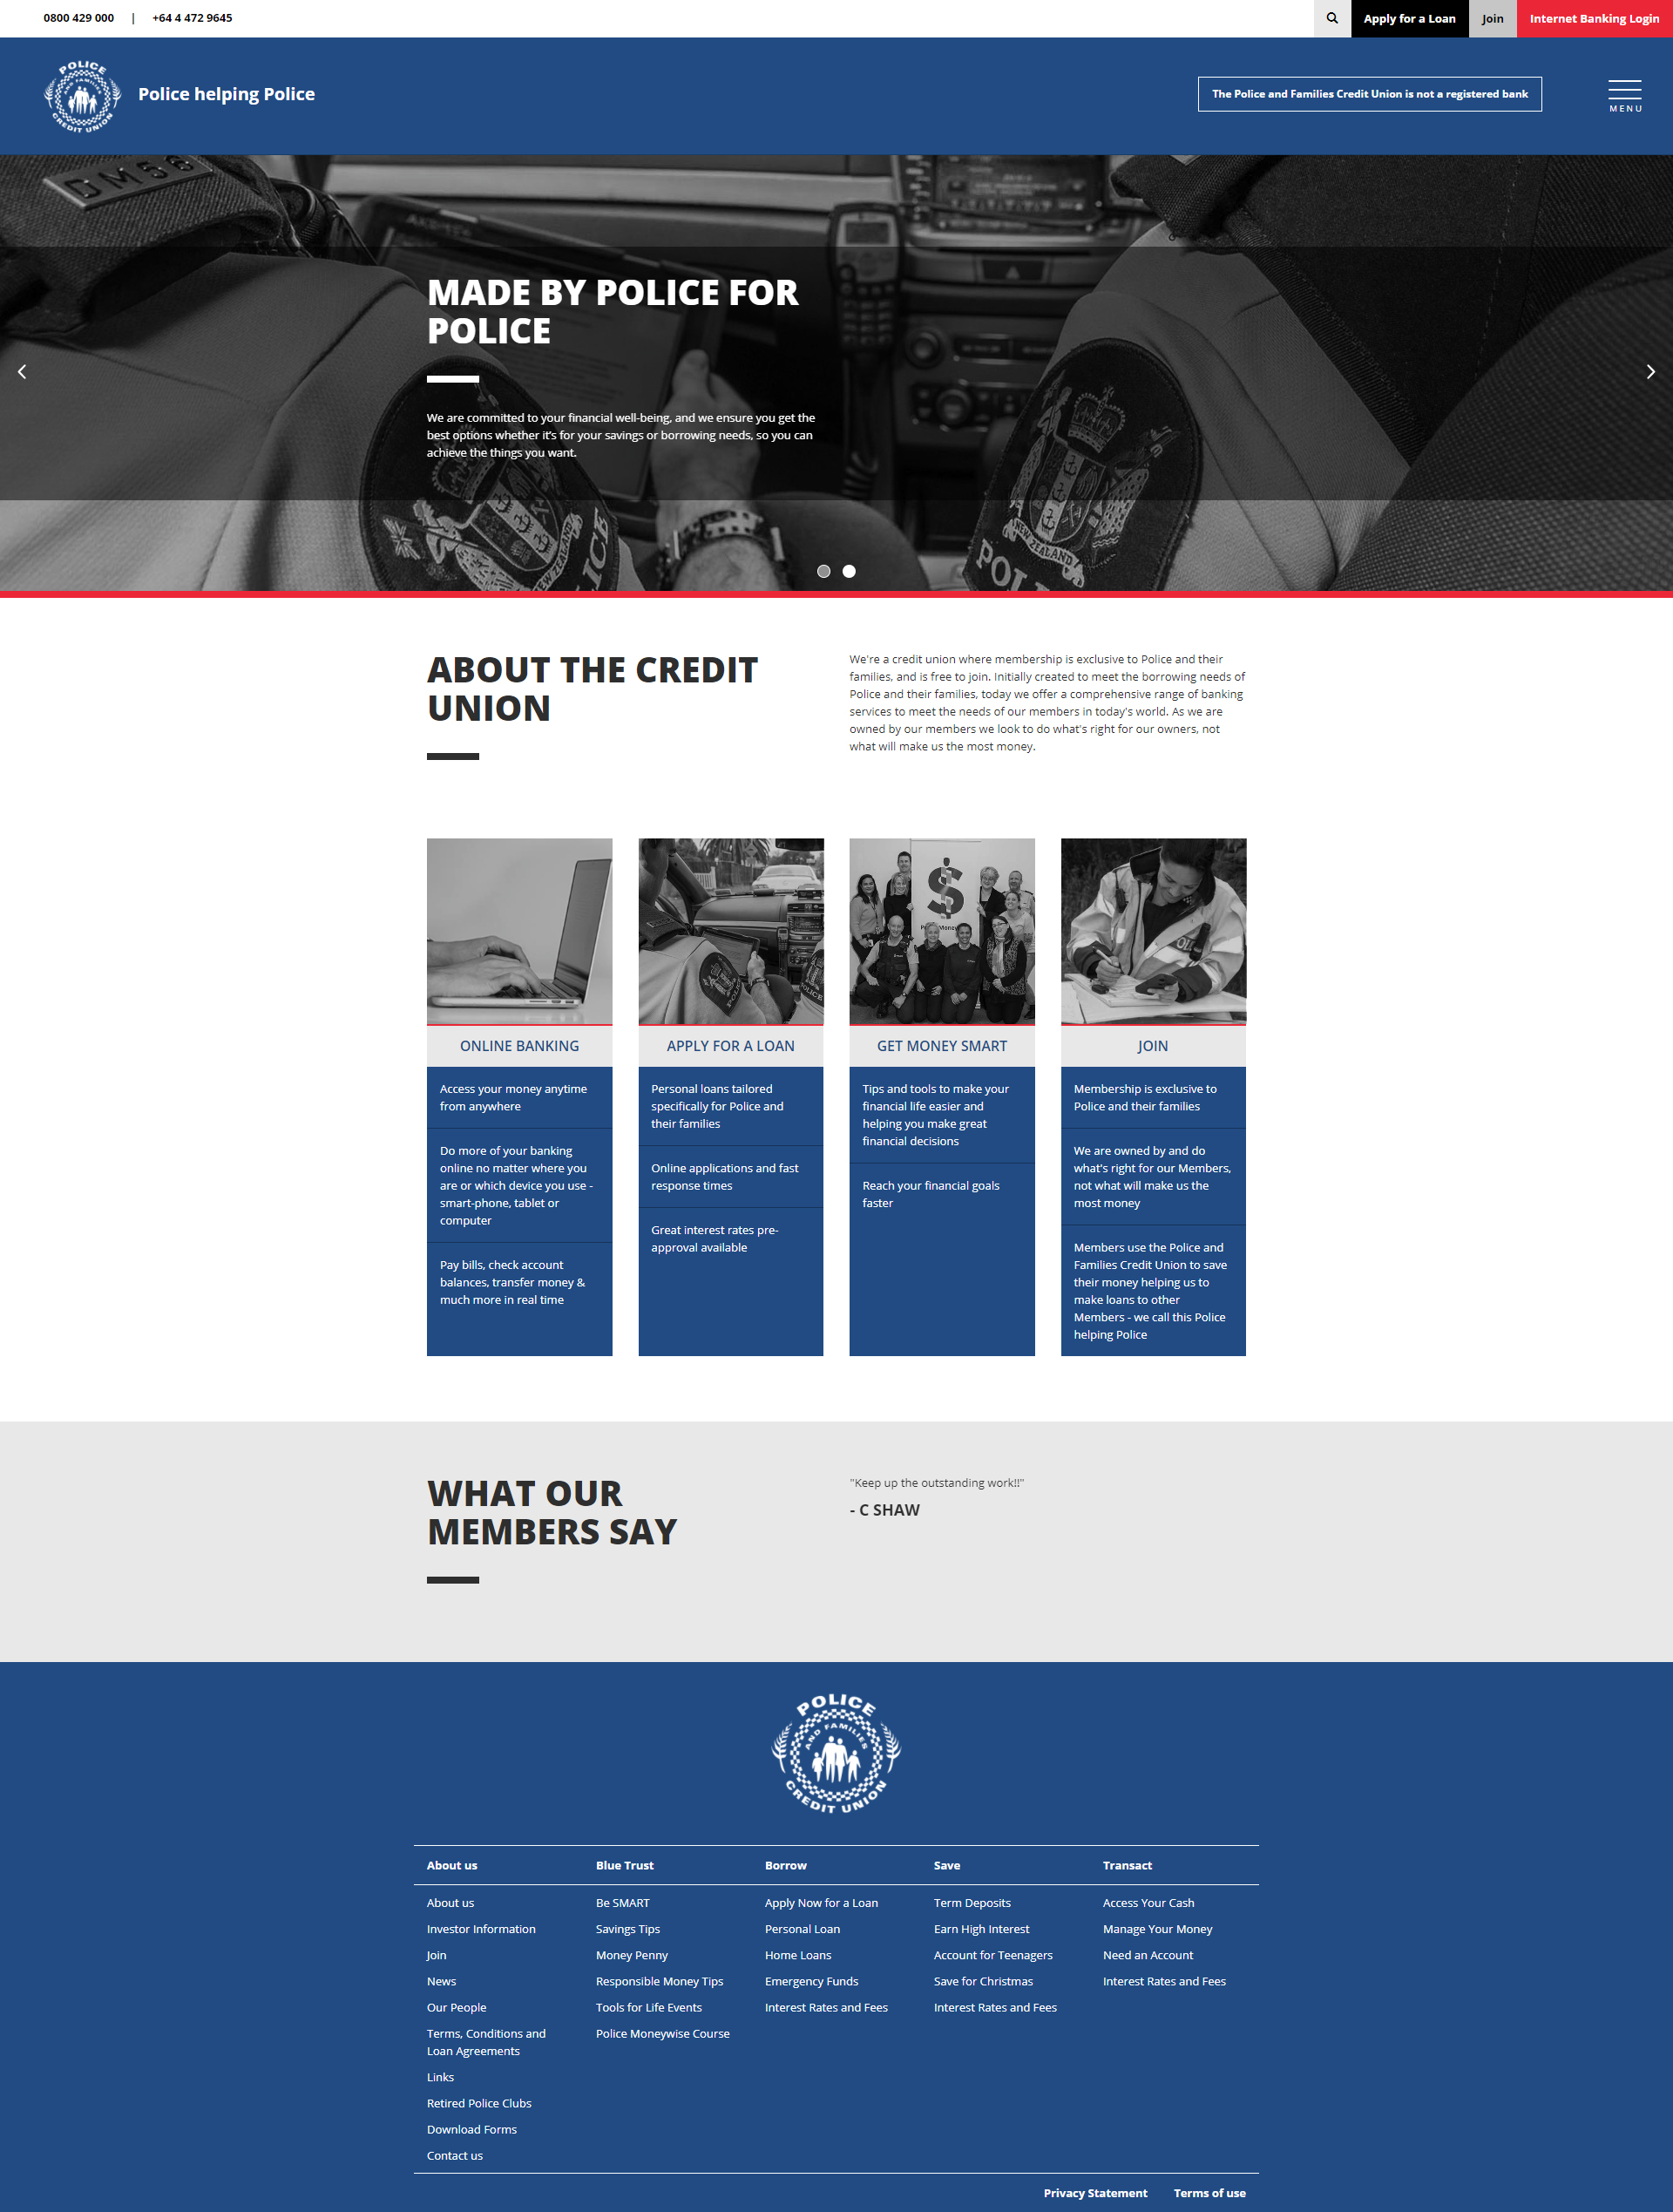 0800 429 000 | +64 4 472 9645
Apply for a Loan
Join
Internet Banking Login
POLICE
AND FAMILIES
CREDIT UNION
Police helping Police
The Police and Families Credit Union is not a registered bank
MENU
MADE BY POLICE FOR
POLICE
We are committed to your financial well-being, and we ensure you get the
best options whether it's for your savings or borrowing needs, so you can
achieve the things you want.
NEW ZEALAND
POLICE
NEW ZEALAND
ABOUT THE CREDIT
UNION
We're a credit union where membership is exclusive to Police and their
families, and is free to join. Initially created to meet the borrowing needs of
Police and their families, today we offer a comprehensive range of banking
services to meet the needs of our members in today's world. As we are
owned by our members we look to do what's right for our owners, not
what will make us the most money.
ONLINE BANKING
Access your money anytime
from anywhere
Do more of your banking
online no matter where you
are or which device you use -
smart-phone, tablet or
computer
Pay bills, check account
balances, transfer money &
much more in real time
APPLY FOR A LOAN
Personal loans tailored
specifically for Police and
their families
Online applications and fast
response times
Great interest rates pre-
approval available
GET MONEY SMART
Tips and tools to make your
financial life easier and
helping you make great
financial decisions
Reach your financial goals
faster
JOIN
Membership is exclusive to
Police and their families
We are owned by and do
what's right for our Members,
not what will make us the
most money
Members use the Police and
Families Credit Union to save
their money helping us to
make loans to other
Members - we call this Police
helping Police
WHAT OUR
MEMBERS SAY
"Keep up the outstanding work!!"
- C SHAW
POLICE
AND FAMILIES
CREDIT UNION
About us
About us
Investor Information
Join
News
Our People
Terms, Conditions and
Loan Agreements
Links
Retired Police Clubs
Download Forms
Contact us
Blue Trust
Be SMART
Savings Tips
Money Penny
Responsible Money Tips
Tools for Life Events
Police Moneywise Course
Borrow
Apply Now for a Loan
Personal Loan
Home Loans
Emergency Funds
Interest Rates and Fees
Save
Term Deposits
Earn High Interest
Account for Teenagers
Save for Christmas
Interest Rates and Fees
Transact
Access Your Cash
Manage Your Money
Need an Account
Interest Rates and Fees
Privacy Statement
Terms of use